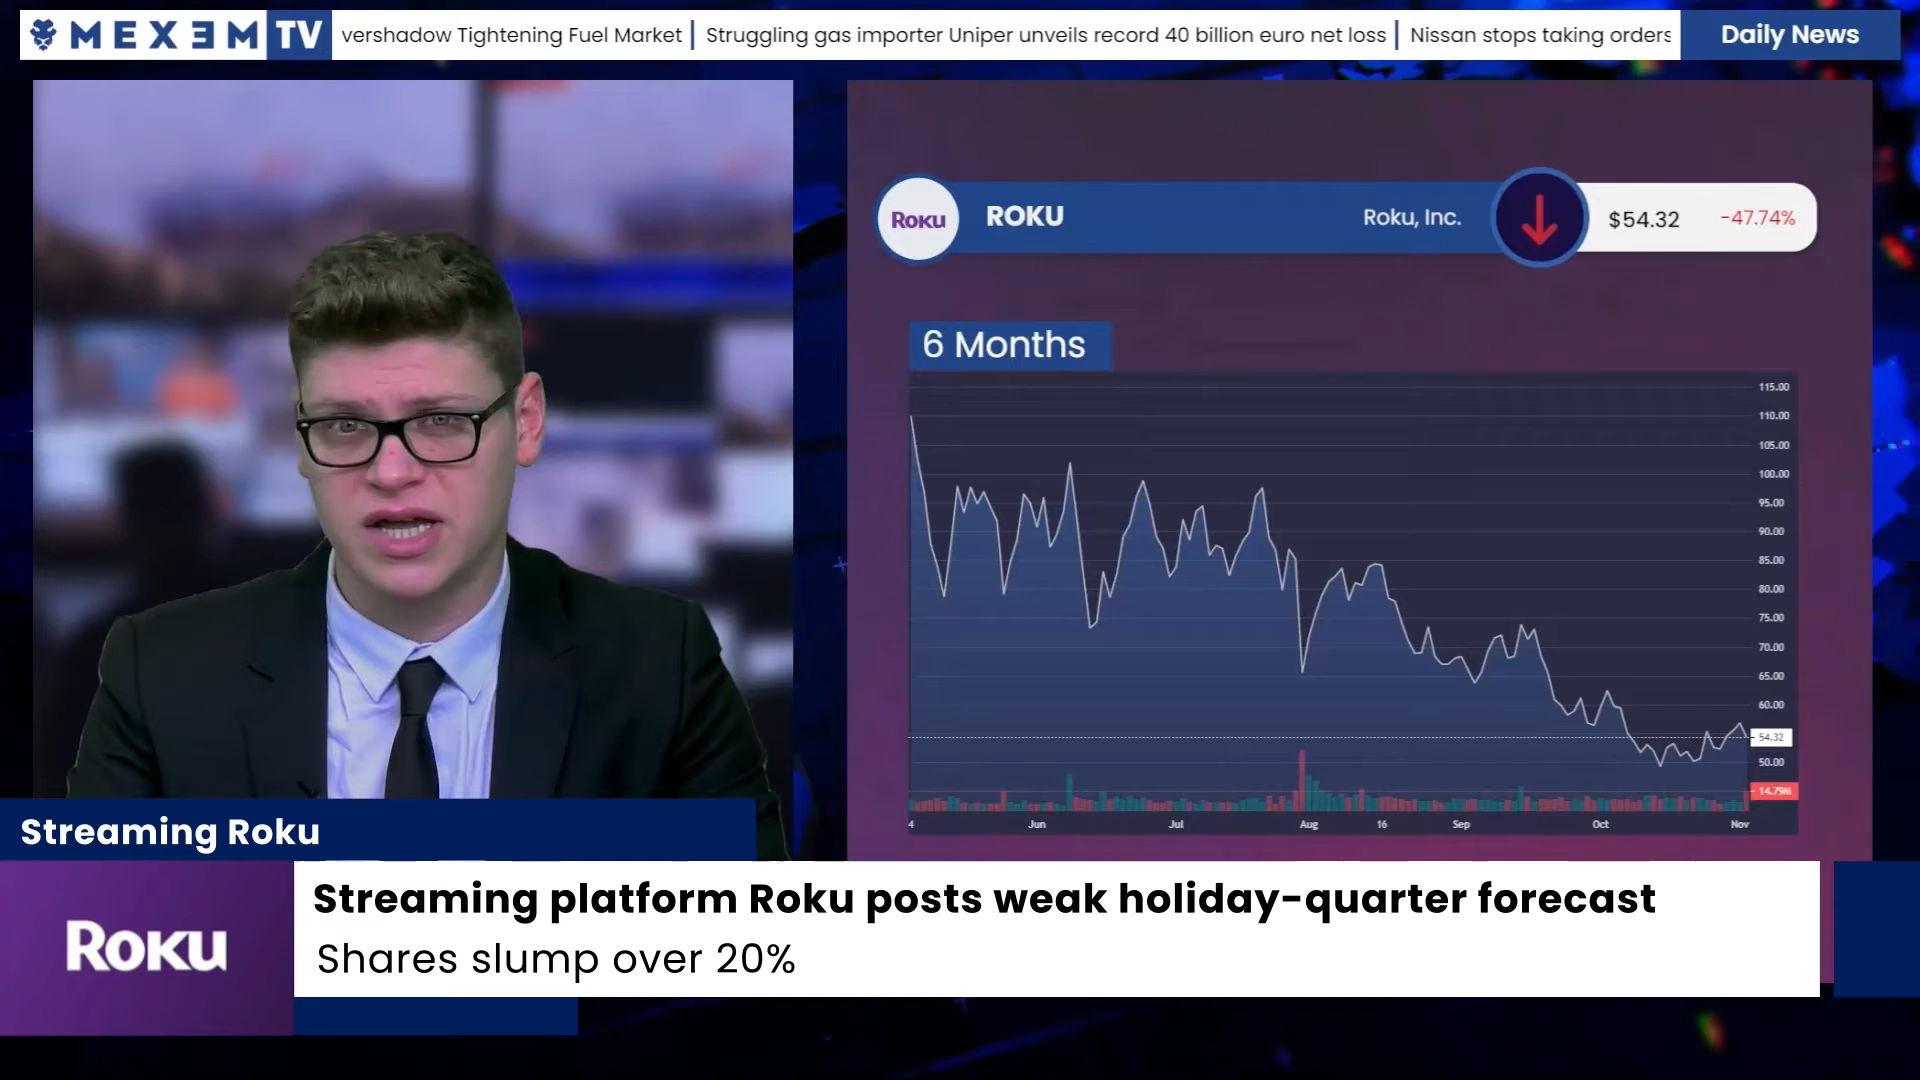 MEXEM TV
vershadow Tightening Fuel Market | Struggling gas importer Uniper unveils record 40 billion euro net loss | Nissan stops taking orders
Daily News
Roku
ROKU
Roku, Inc.
$54.32
-47.74%
6 Months
115.00
110.00
105.00
100.00
95.00
90.00
85.00
80.00
75.00
70.00
65.00
60.00
54.32
50.00
14.79M
4 Jun Jul Aug 16 Sep Oct Nov
Streaming Roku
Roku
Streaming platform Roku posts weak holiday-quarter forecast
Shares slump over 20%